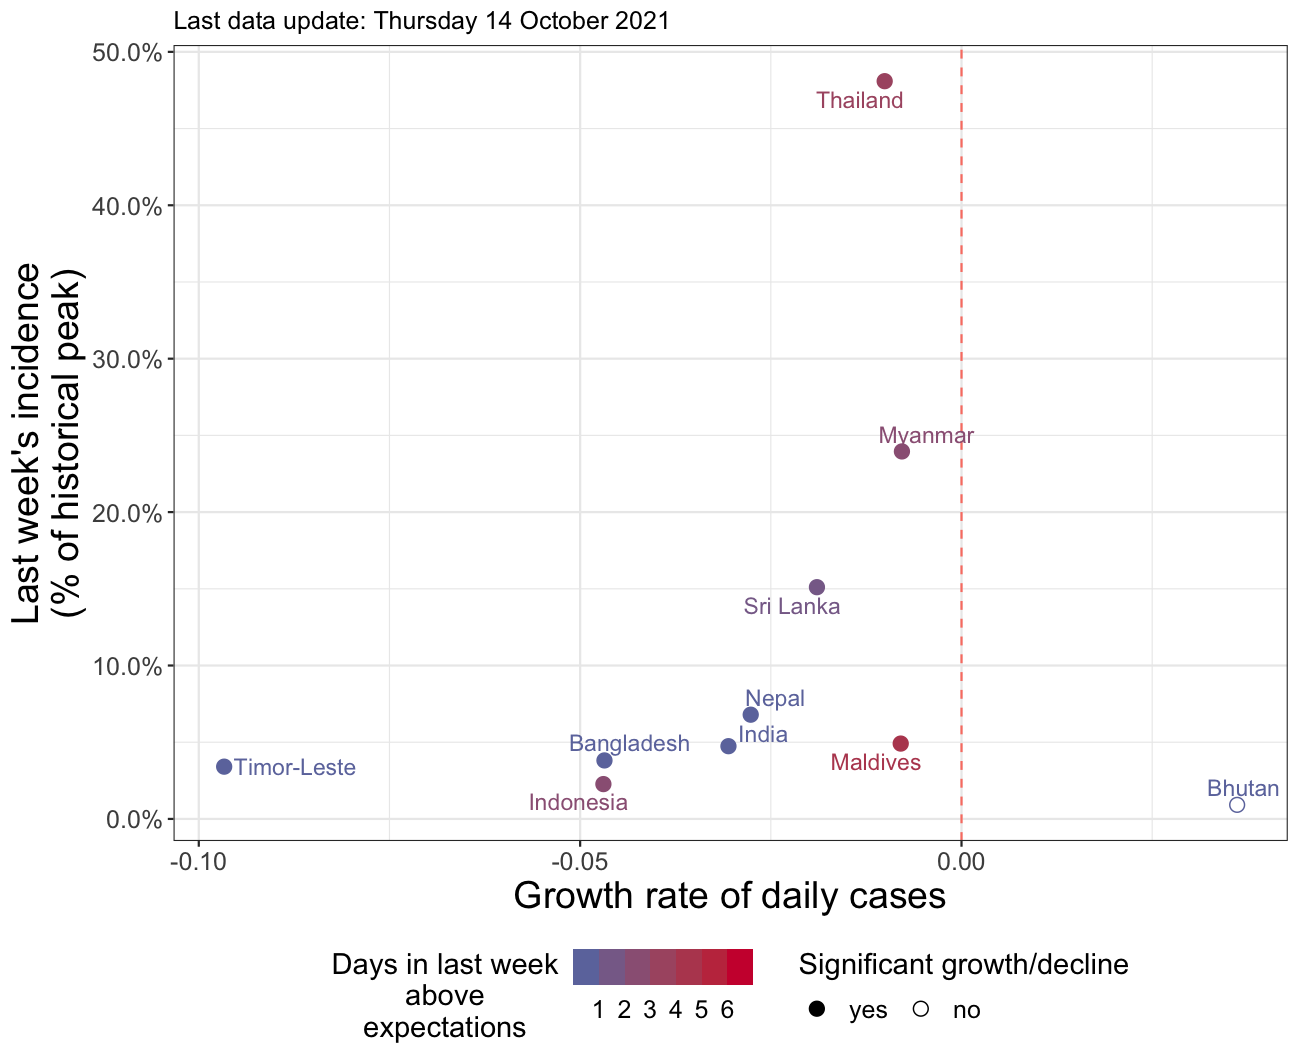 Last data update: Thursday 14 October 2021
Last week's incidence
(% of historical peak)
50.0%
40.0%
30.0%
20.0%
10.0%
0.0%
Thailand
Myanmar
Sri Lanka
Nepal
India
Bangladesh
Maldives
Timor-Leste
Indonesia
Bhutan
-0.10
-0.05
0.00
Growth rate of daily cases
Days in last week
above
expectations
1 2 3 4 5 6
Significant growth/decline
yes
no